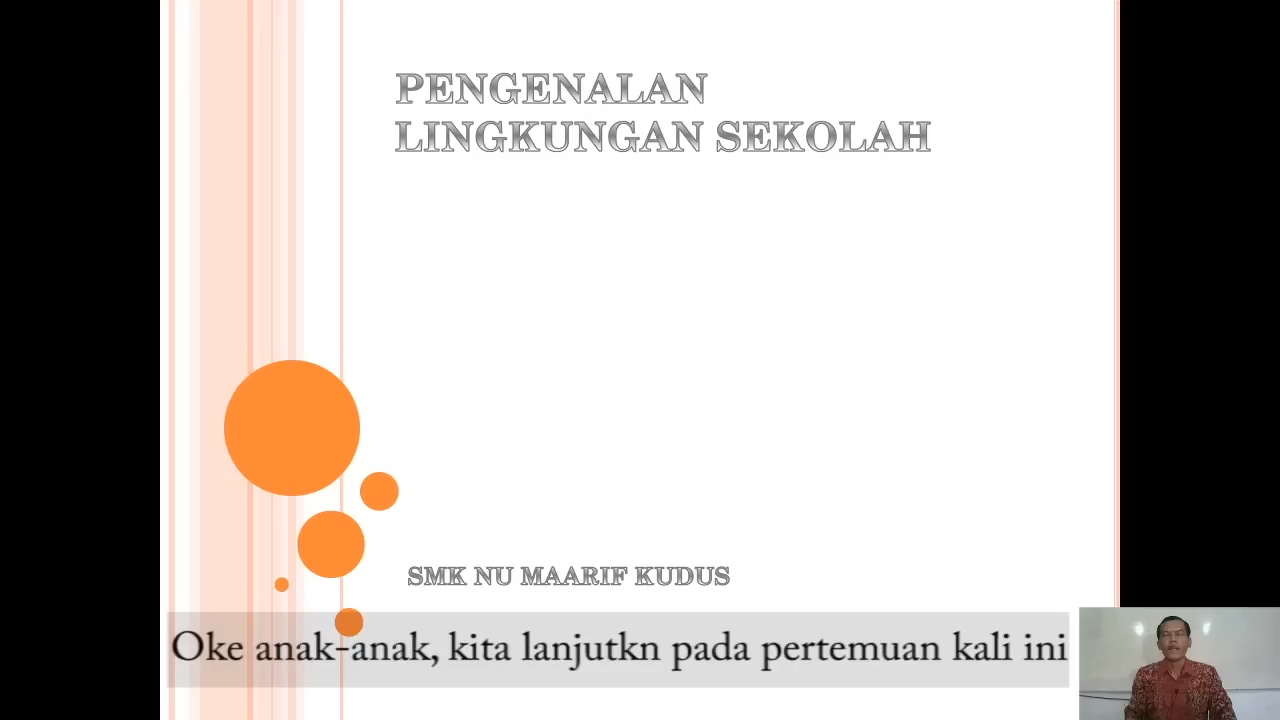 PENGENALAN
LINGKUNGAN SEKOLAH
SMK NU MAARIF KUDUS
Oke anak-anak, kita lanjutkn pada pertemuan kali ini